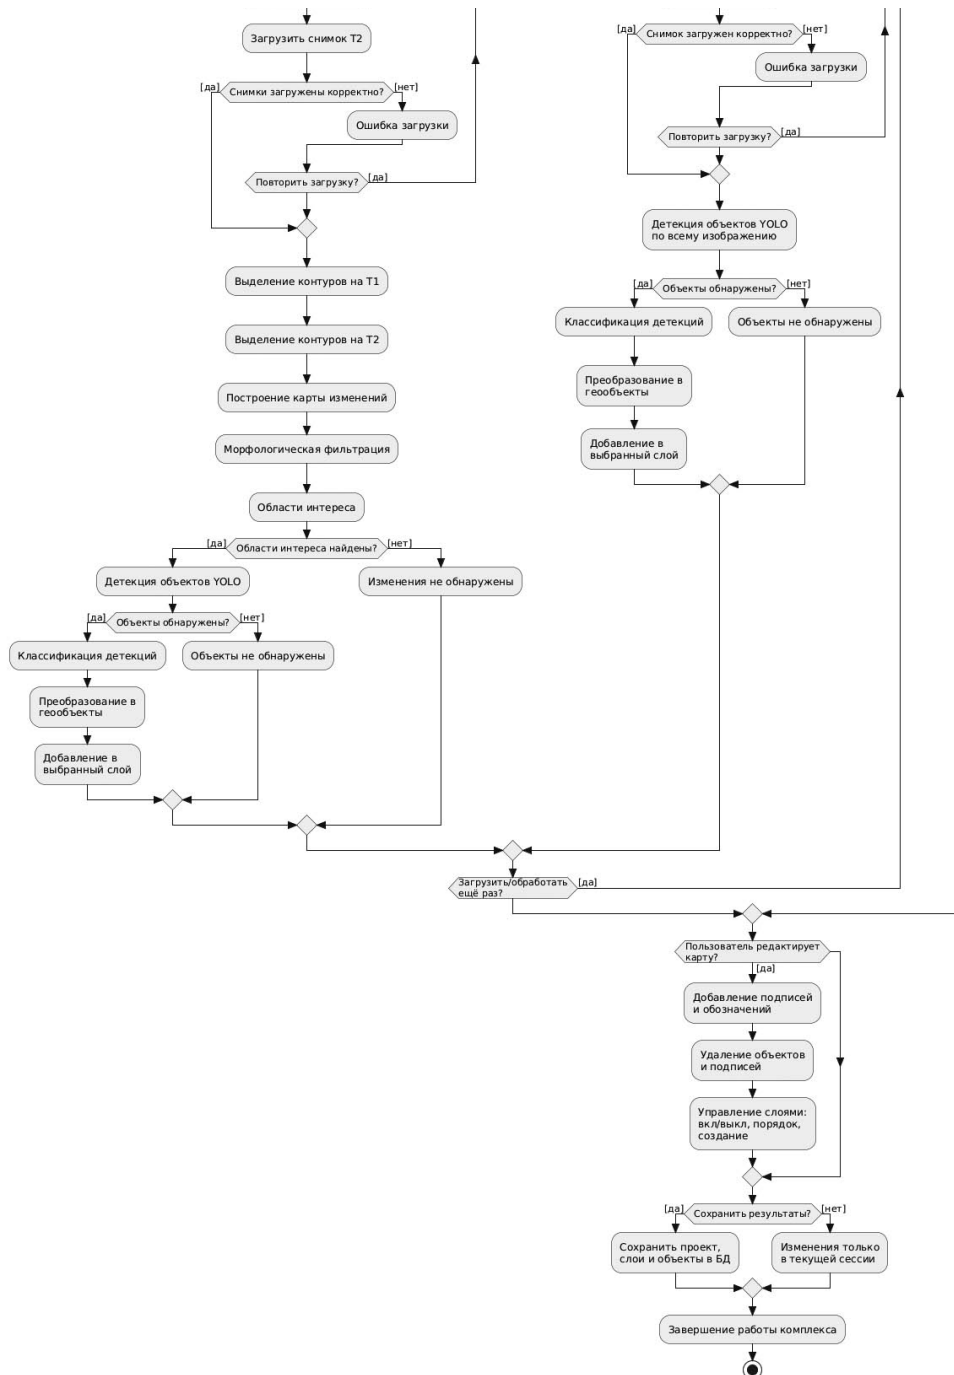 Загрузить снимок T2
[да]
Снимки загружены корректно?
[нет]
Ошибка загрузки
Повторить загрузку?
[да]
Выделение контуров на T1
Выделение контуров на T2
Построение карты изменений
Морфологическая фильтрация
Области интереса
[да]
Области интереса найдены?
[нет]
Детекция объектов YOLO
Изменения не обнаружены
[да]
Объекты обнаружены?
[нет]
Классификация детекций
Объекты не обнаружены
Преобразование в
геообъекты
Добавление в
выбранный слой
[да]
Снимок загружен корректно?
[нет]
Ошибка загрузки
Повторить загрузку?
[да]
Детекция объектов YOLO
по всему изображению
[да]
Объекты обнаружены?
[нет]
Классификация детекций
Объекты не обнаружены
Преобразование в
геообъекты
Добавление в
выбранный слой
Загрузить/обработать
ещё раз?
[да]
Пользователь редактирует
карту?
[да]
Добавление подписей
и обозначений
Удаление объектов
и подписей
Управление слоями:
вкл/выкл, порядок,
создание
[да]
Сохранить результаты?
[нет]
Сохранить проект,
слои и объекты в БД
Изменения только
в текущей сессии
Завершение работы комплекса